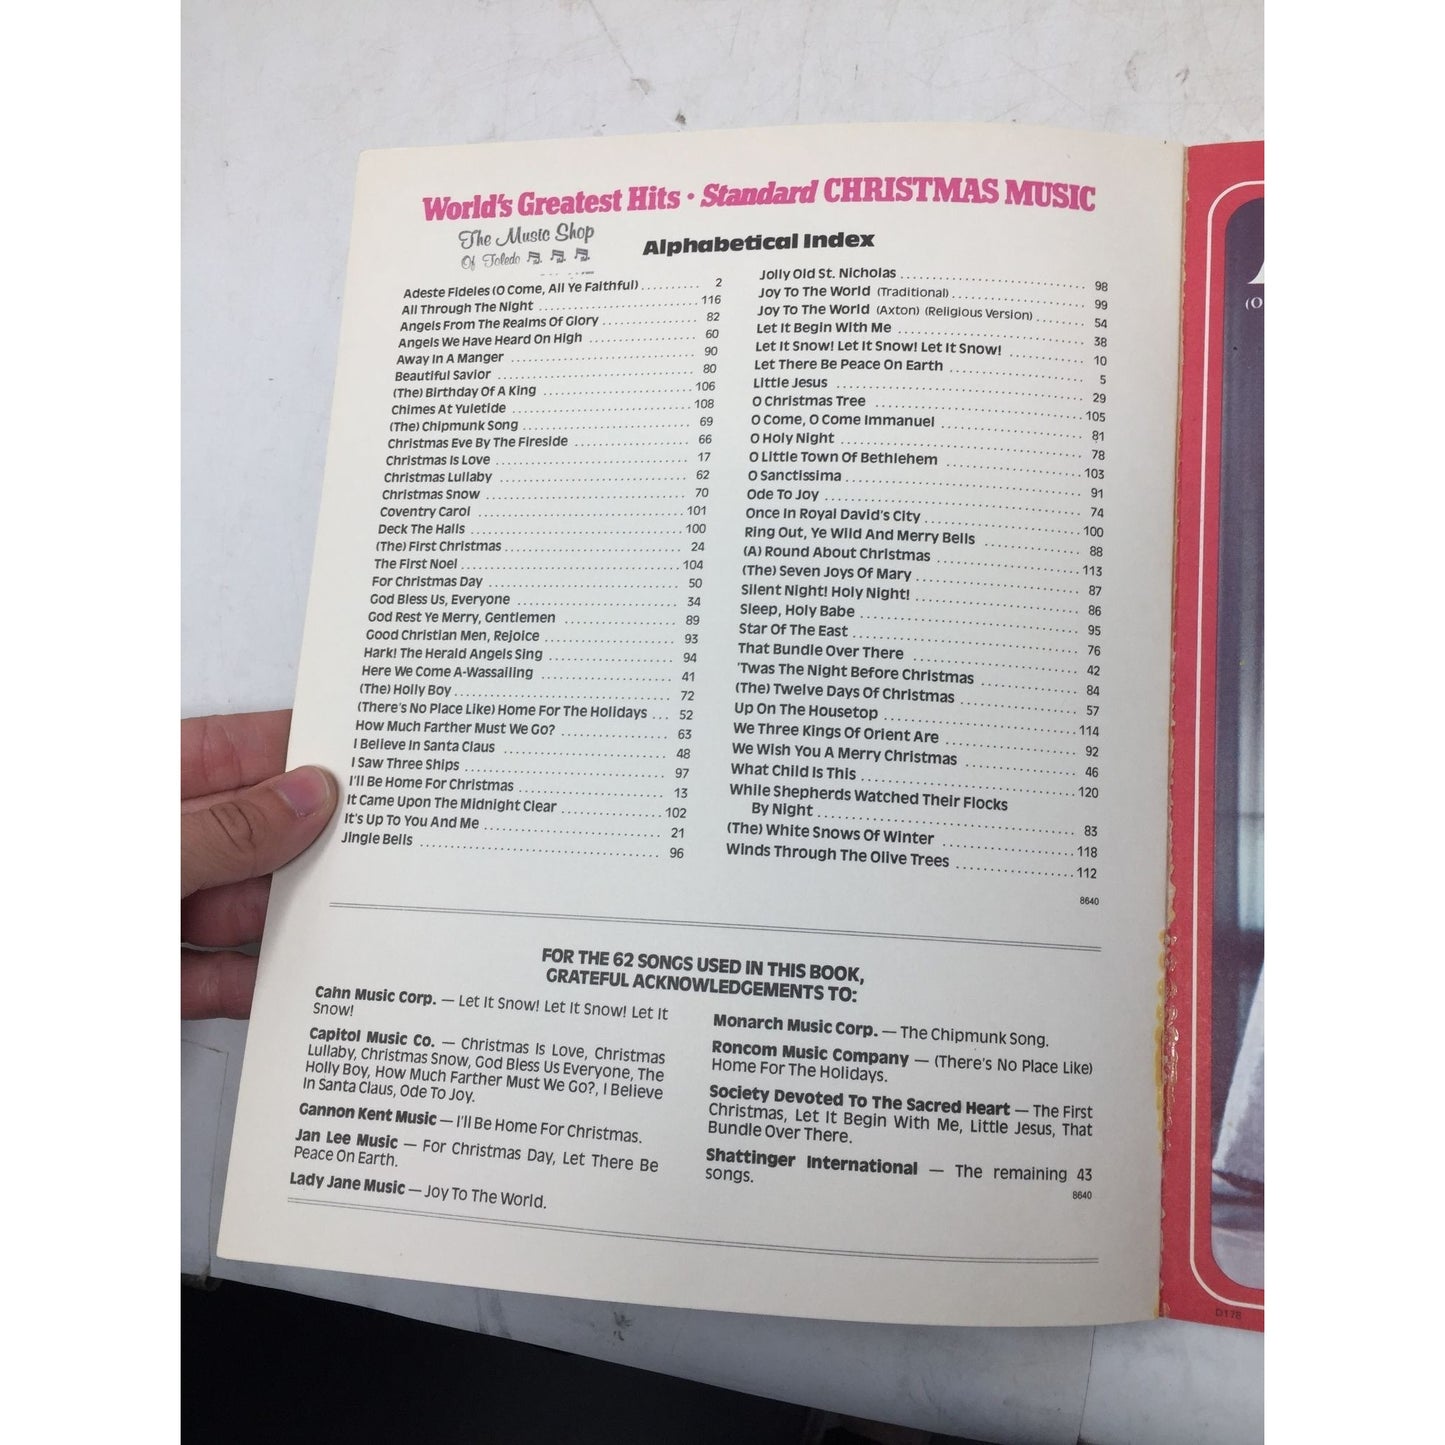 World's Greatest Hits • Standard CHRISTMAS MUSIC
The Music Shop
Of Toledo
Alphabetical Index
Adeste Fideles (O Come, All Ye Faithful) .......... 2
All Through The Night .......... 116
Angels From The Realms Of Glory .......... 82
Angels We Have Heard On High .......... 60
Away In A Manger .......... 90
Beautiful Savior .......... 80
(The) Birthday Of A King .......... 106
Chimes At Yuletide .......... 108
(The) Chipmunk Song .......... 69
Christmas Eve By The Fireside .......... 66
Christmas Is Love .......... 17
Christmas Lullaby .......... 62
Christmas Snow .......... 70
Coventry Carol .......... 101
Deck The Halls .......... 100
(The) First Christmas .......... 24
The First Noel .......... 104
For Christmas Day .......... 50
God Bless Us, Everyone .......... 34
God Rest Ye Merry, Gentlemen .......... 89
Good Christian Men, Rejoice .......... 93
Hark! The Herald Angels Sing .......... 94
Here We Come A-Wassailing .......... 41
(The) Holly Boy .......... 72
(There's No Place Like) Home For The Holidays ... 52
How Much Farther Must We Go? .......... 63
I Believe In Santa Claus .......... 48
I Saw Three Ships .......... 97
I'll Be Home For Christmas .......... 13
It Came Upon The Midnight Clear .......... 102
It's Up To You And Me .......... 21
Jingle Bells .......... 96
Jolly Old St. Nicholas .......... 98
Joy To The World (Traditional) .......... 99
Joy To The World (Axton) (Religious Version) .......... 54
Let It Begin With Me .......... 38
Let It Snow! Let It Snow! Let It Snow! .......... 10
Let There Be Peace On Earth .......... 5
Little Jesus .......... 29
O Christmas Tree .......... 105
O Come, O Come Immanuel .......... 81
O Holy Night .......... 78
O Little Town Of Bethlehem .......... 103
O Sanctissima .......... 91
Ode To Joy .......... 74
Once In Royal David's City .......... 100
Ring Out, Ye Wild And Merry Bells .......... 88
(A) Round About Christmas .......... 113
(The) Seven Joys Of Mary .......... 87
Silent Night! Holy Night! .......... 86
Sleep, Holy Babe .......... 95
Star Of The East .......... 76
That Bundle Over There .......... 42
'Twas The Night Before Christmas .......... 84
(The) Twelve Days Of Christmas .......... 57
Up On The Housetop .......... 114
We Three Kings Of Orient Are .......... 92
We Wish You A Merry Christmas .......... 46
What Child Is This .......... 120
While Shepherds Watched Their Flocks
By Night .......... 83
(The) White Snows Of Winter .......... 118
Winds Through The Olive Trees .......... 112
8640
FOR THE 62 SONGS USED IN THIS BOOK,
GRATEFUL ACKNOWLEDGEMENTS TO:
Cahn Music Corp. — Let It Snow! Let It Snow! Let It
Snow!
Capitol Music Co. — Christmas Is Love, Christmas
Lullaby, Christmas Snow, God Bless Us Everyone, The
Holly Boy, How Much Farther Must We Go?, I Believe
In Santa Claus, Ode To Joy.
Gannon Kent Music — I'll Be Home For Christmas.
Jan Lee Music — For Christmas Day, Let There Be
Peace On Earth.
Lady Jane Music — Joy To The World.
Monarch Music Corp. — The Chipmunk Song.
Roncom Music Company — (There's No Place Like)
Home For The Holidays.
Society Devoted To The Sacred Heart — The First
Christmas, Let It Begin With Me, Little Jesus, That
Bundle Over There.
Shattinger International — The remaining 43
songs.
8640
(O
D178